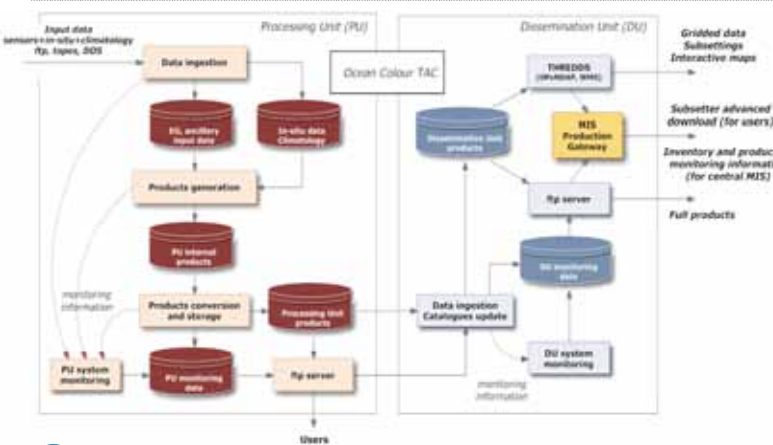 Input data
sensors+in-situ+climatology
ftp, tapes, DDS
Processing Unit (PU)
Data ingestion
EO, ancillary
input data
In-situ data
Climatology
Products generation
PU internal
products
monitoring
information
Products conversion
and storage
Processing Unit
products
PU system
monitoring
PU monitoring
data
ftp server
Users
Ocean Colour TAC
Dissemination Unit (DU)
THREDDS
(OPeNDAP, WMS)
Dissemination Unit
products
MIS
Production
Gateway
ftp server
DU monitoring
data
Data ingestion
Catalogues update
DU system
monitoring
monitoring
information
Gridded data
Subsettings
Interactive maps
Subsetter advanced
download (for users)
Inventory and produc
monitoring informati
(for central MIS)
Full products